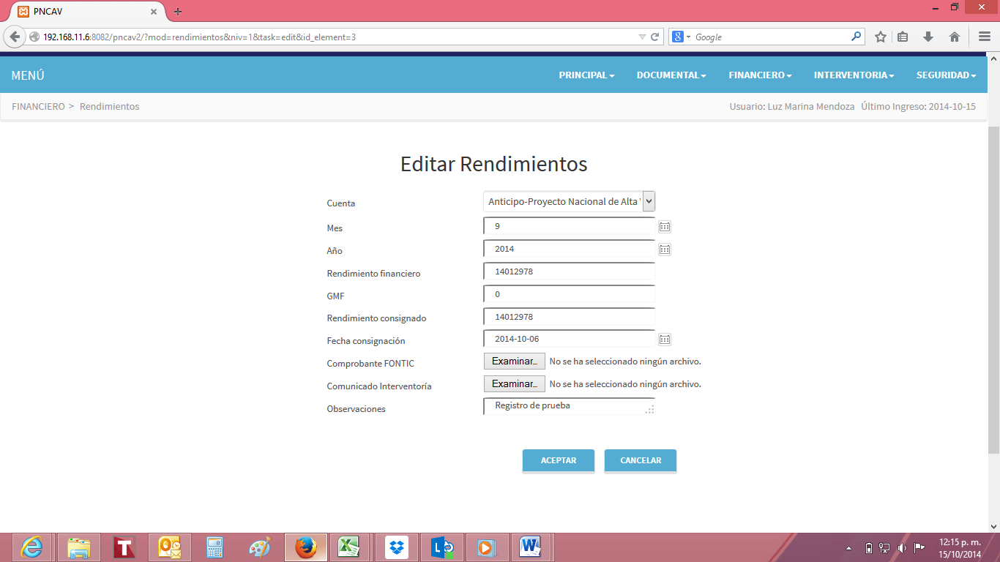 PNCAV
192.168.11.6:8082/pncav2/?mod=rendimientos&niv=1&task=edit&id_element=3
Google
MENÚ
PRINCIPAL DOCUMENTAL FINANCIERO INTERVENTORIA SEGURIDAD
FINANCIERO > Rendimientos
Usuario: Luz Marina Mendoza Último Ingreso: 2014-10-15
Editar Rendimientos
Cuenta Anticipo-Proyecto Nacional de Alta
Mes 9
Año 2014
Rendimiento financiero 14012978
GMF 0
Rendimiento consignado 14012978
Fecha consignación 2014-10-06
Comprobante FONTIC Examinar... No se ha seleccionado ningún archivo.
Comunicado Interventoría Examinar... No se ha seleccionado ningún archivo.
Observaciones Registro de prueba
ACEPTAR CANCELAR
12:15 p. m.
15/10/2014